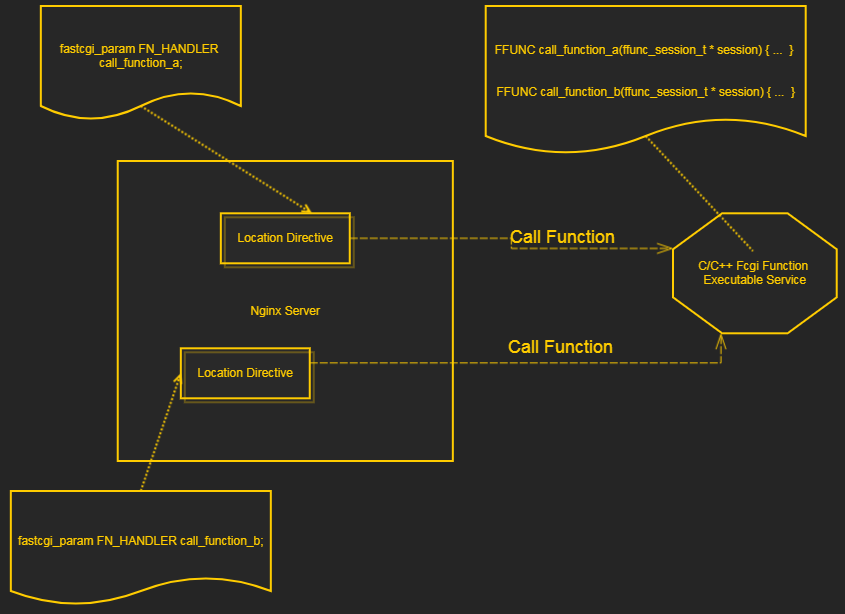 fastcgi_param FN_HANDLER
call_function_a;
FFUNC call_function_a(ffunc_session_t * session) { ... }
FFUNC call_function_b(ffunc_session_t * session) { ... }
Location Directive
Call Function
C/C++ Fcgi Function
Executable Service
Nginx Server
Call Function
Location Directive
fastcgi_param FN_HANDLER call_function_b;